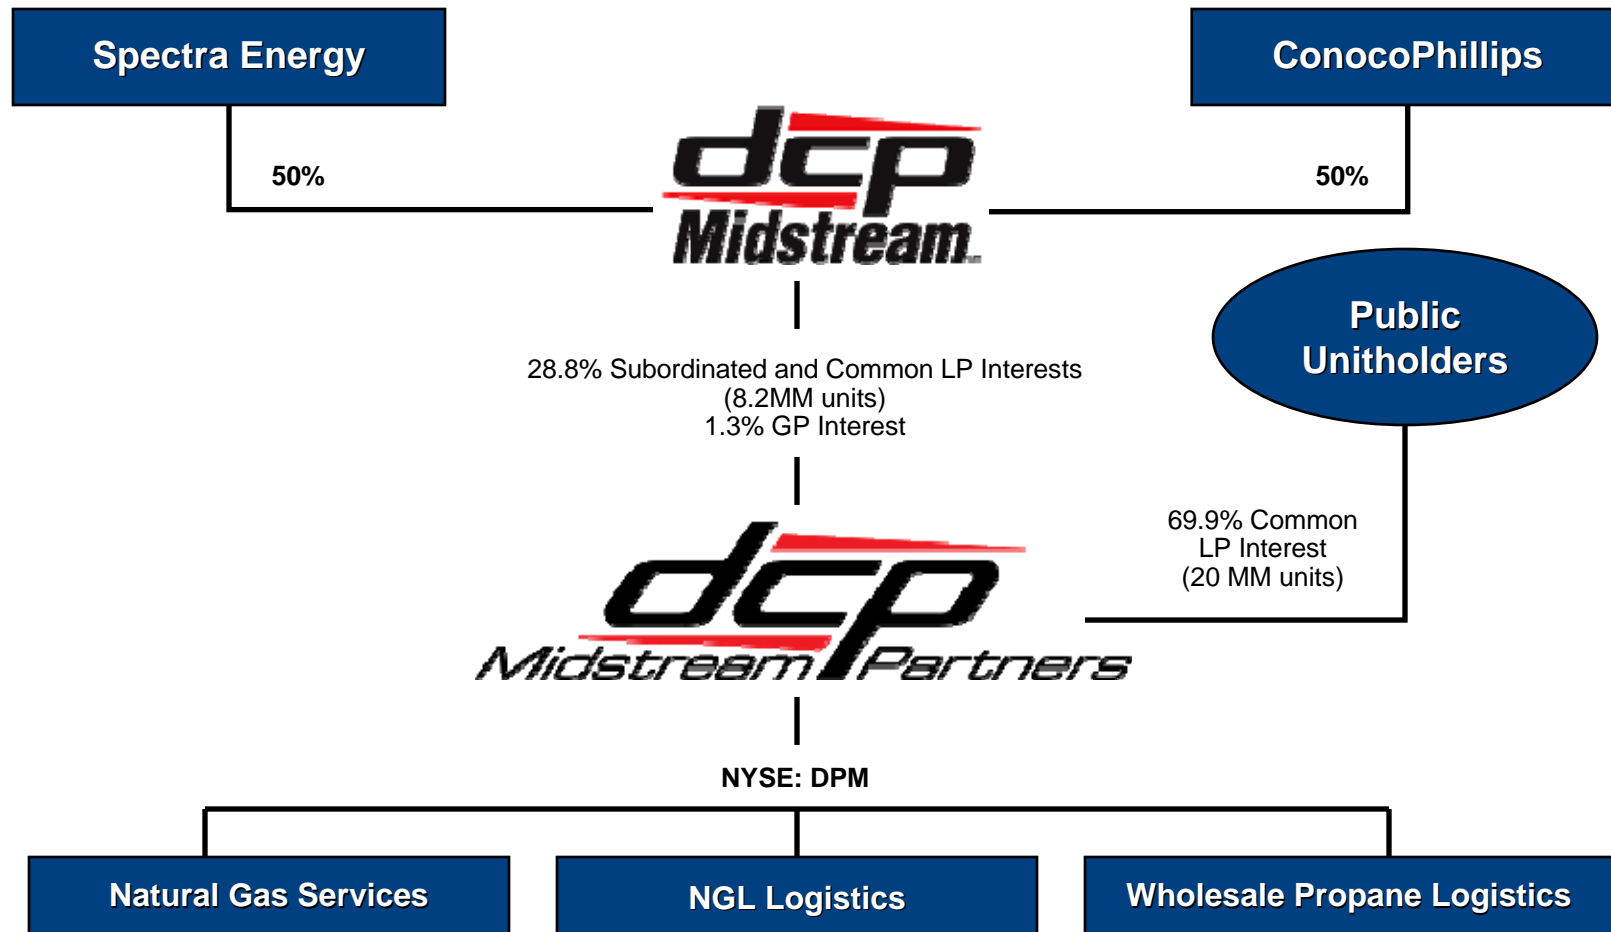 Spectra Energy
ConocoPhillips
50%
50%
dcp
Midstream
Public
Unitholders
28.8% Subordinated and Common LP Interests
(8.2MM units)
1.3% GP Interest
69.9% Common
LP Interest
(20 MM units)
dcp
Midstream Partners
NYSE: DPM
Natural Gas Services
NGL Logistics
Wholesale Propane Logistics